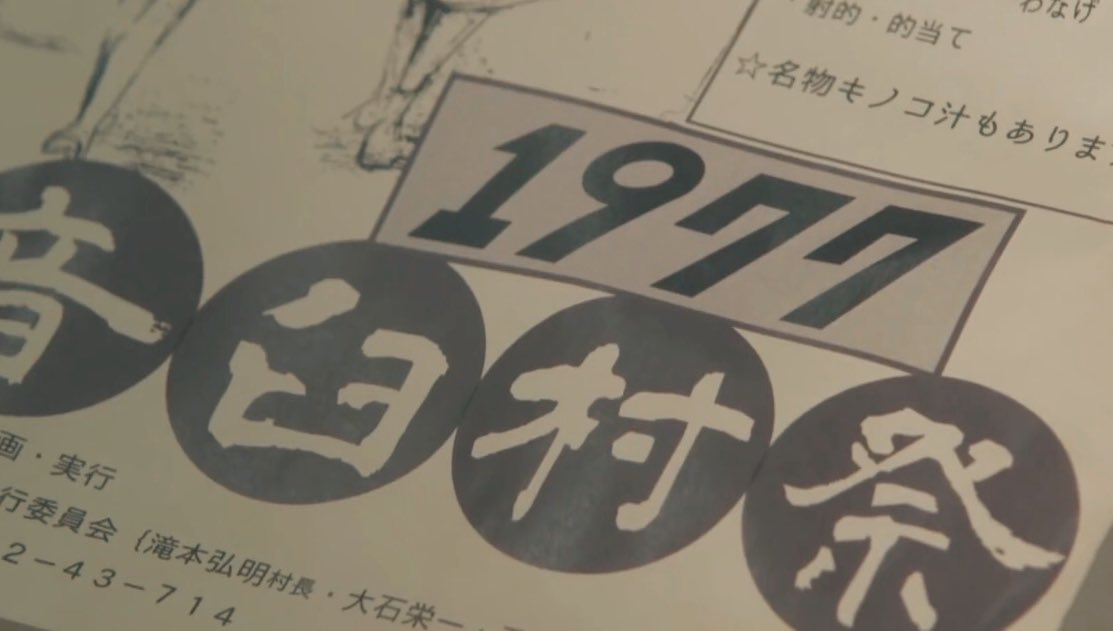 わなげ
・射的・的当て
☆名物キノコ汁もありま
1977
音臼村祭
画・実行
行委員会 {滝本弘明村長・大石栄一・
2-43-714